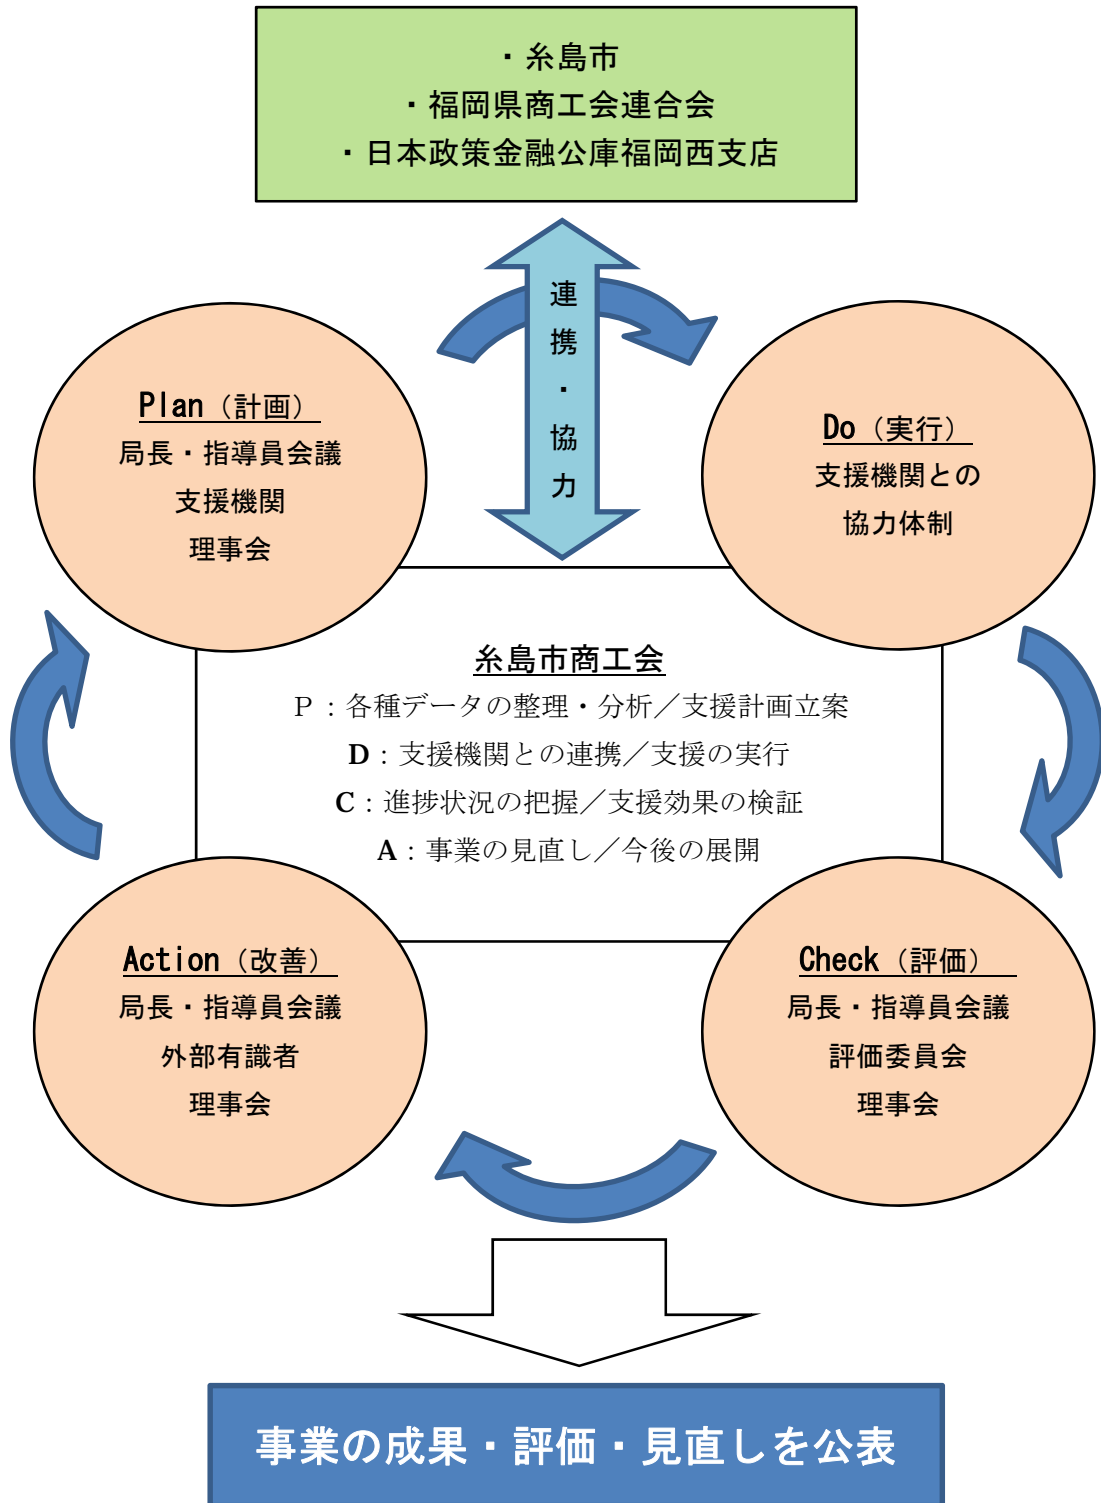 ・糸島市
・福岡県商工会連合会
・日本政策金融公庫福岡西支店
連携・協力
Plan（計画）
局長・指導員会議
支援機関
理事会
Do（実行）
支援機関との
協力体制
糸島市商工会
P：各種データの整理・分析／支援計画立案
D：支援機関との連携／支援の実行
C：進捗状況の把握／支援効果の検証
A：事業の見直し／今後の展開
Action（改善）
局長・指導員会議
外部有識者
理事会
Check（評価）
局長・指導員会議
評価委員会
理事会
事業の成果・評価・見直しを公表